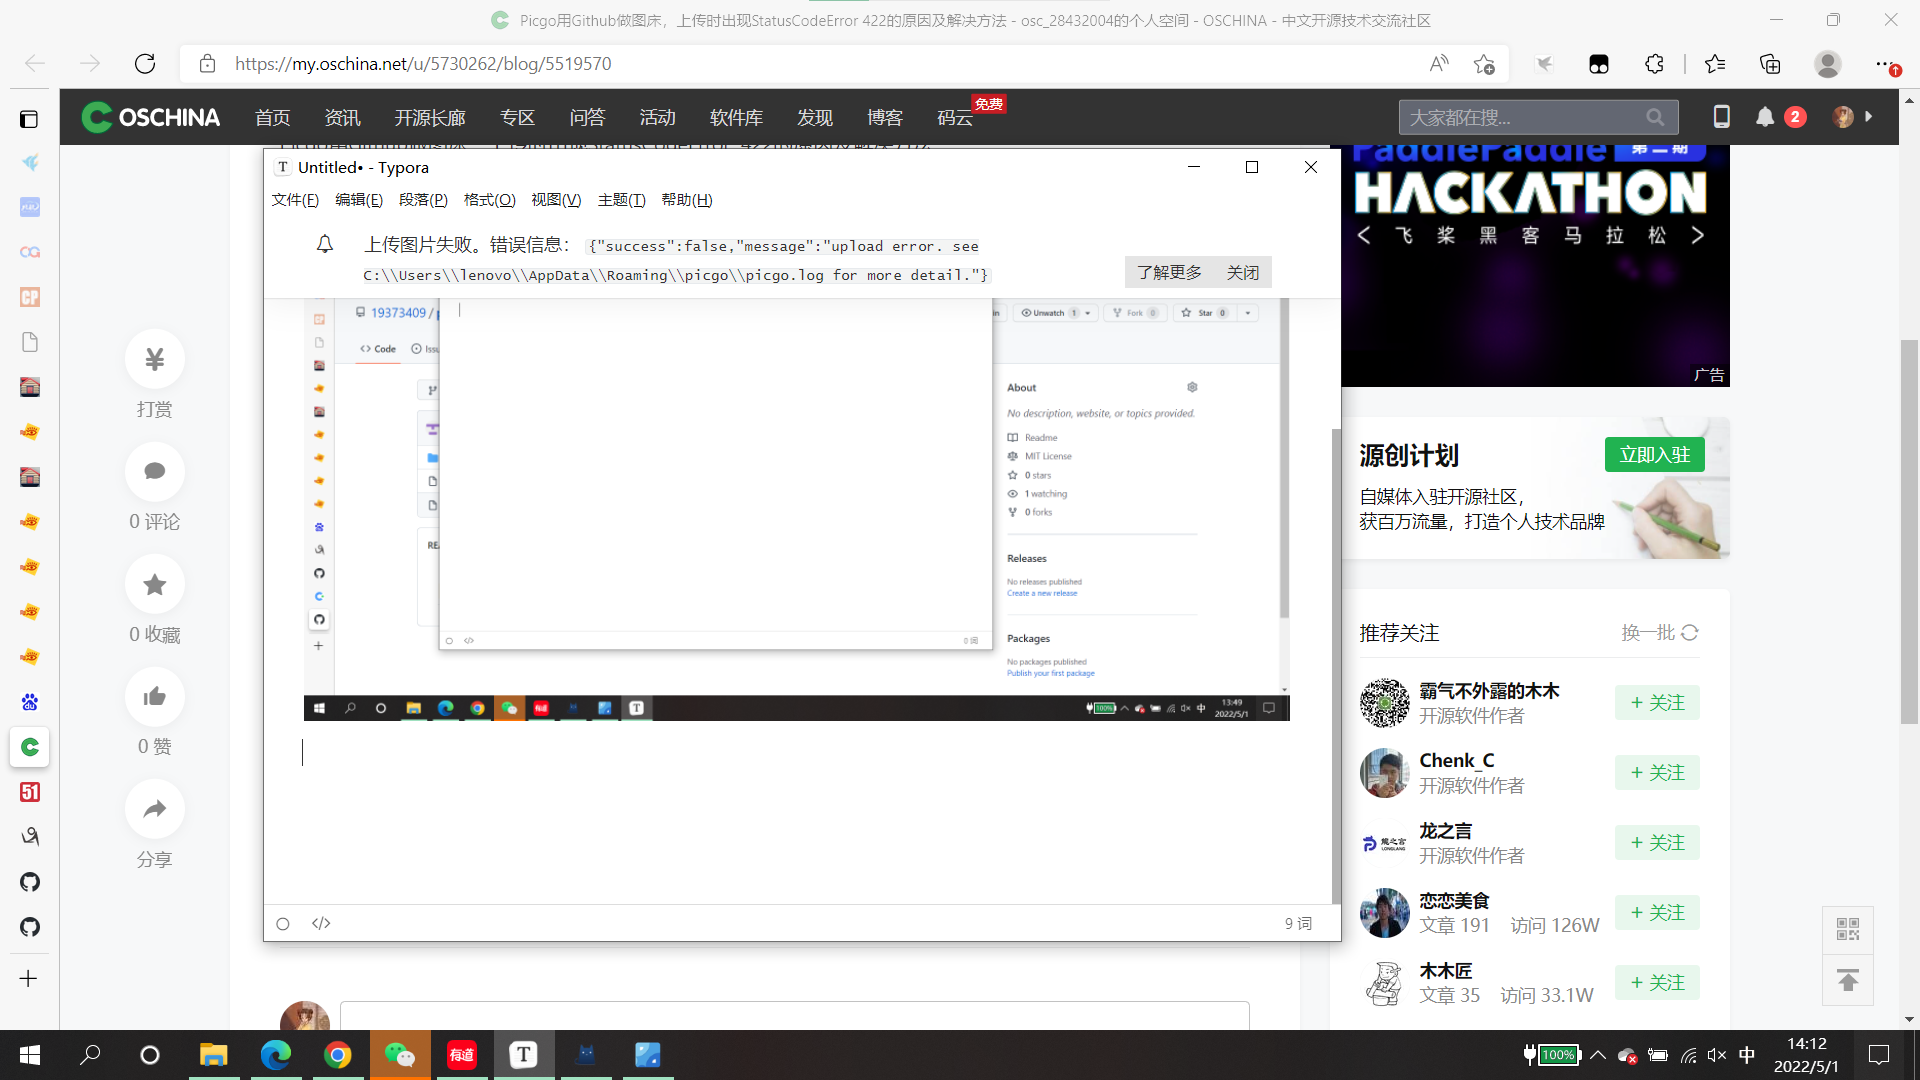 Picgo用Github做图床，上传时出现StatusCodeError 422的原因及解决方法 - osc_28432004的个人空间 - OSCHINA - 中文开源技术交流社区
https://my.oschina.net/u/5730262/blog/5519570
OSCHINA 首页 资讯 开源长廊 专区 问答 活动 软件库 发现 博客 码云 免费 大家都在搜... 2
Untitled• - Typora
文件(F) 编辑(E) 段落(P) 格式(O) 视图(V) 主题(T) 帮助(H)
上传图片失败。错误信息： {"success":false,"message":"upload error. see
C:\\Users\\lenovo\\AppData\\Roaming\\picgo\\picgo.log for more detail."}
了解更多 关闭
19373409 /
Unwatch 1 Fork 0 Star 0
Code
About
No description, website, or topics provided.
Readme
MIT License
0 stars
1 watching
0 forks
Releases
No releases published
Create a new release
Packages
No packages published
Publish your first package
0 词
100% 中 13:49
2022/5/1
9 词
打赏
0 评论
0 收藏
0 赞
分享
PaddlePaddle 第二期
HACKATHON
飞桨黑客马拉松
广告
源创计划
立即入驻
自媒体入驻开源社区，
获百万流量，打造个人技术品牌
推荐关注 换一批
霸气不外露的木木
开源软件作者
+ 关注
Chenk_C
开源软件作者
+ 关注
龙之言
开源软件作者
+ 关注
恋恋美食
文章 191 访问 126W
+ 关注
木木匠
文章 35 访问 33.1W
+ 关注
有道
100% 中 14:12
2022/5/1